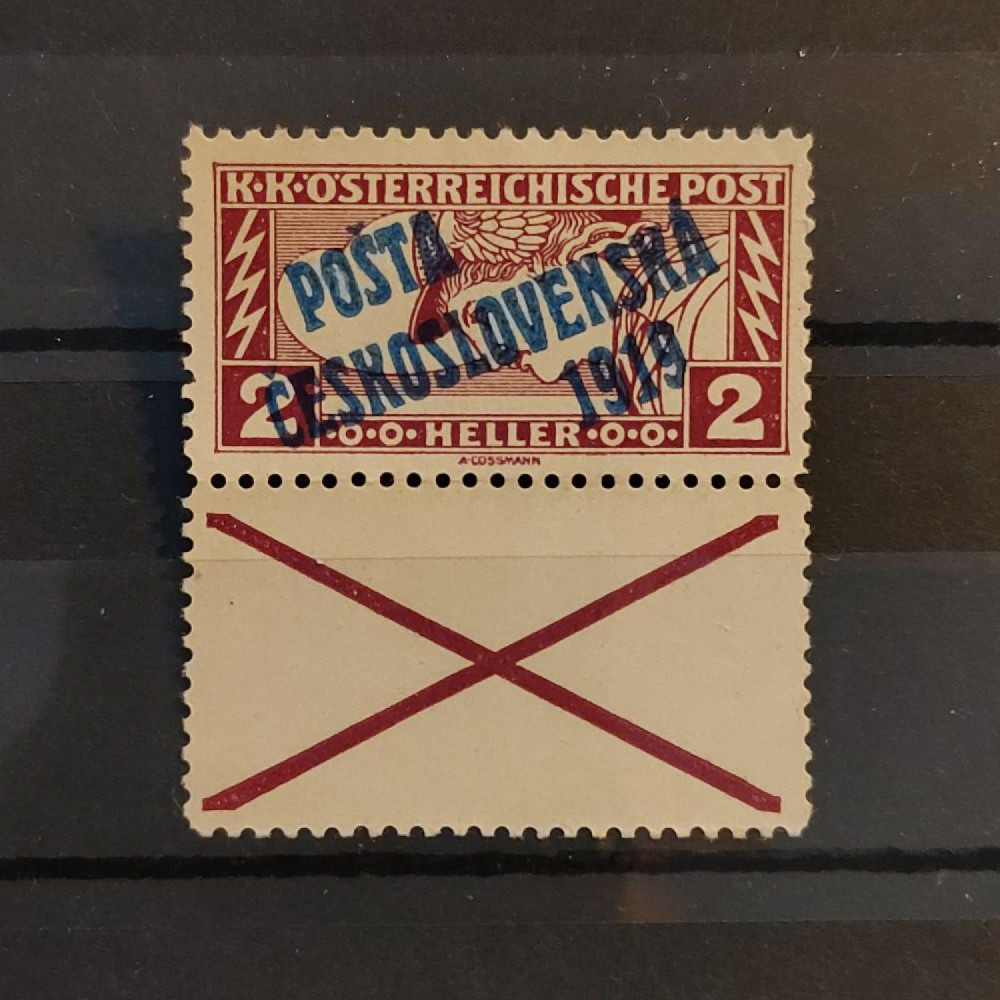 K·K·ÖSTERREICHISCHE POST
POŠTA
ČESKOSLOVENSKÁ
1919
2 ·O·O· HELLER ·O·O· 2
A·COSSMANN